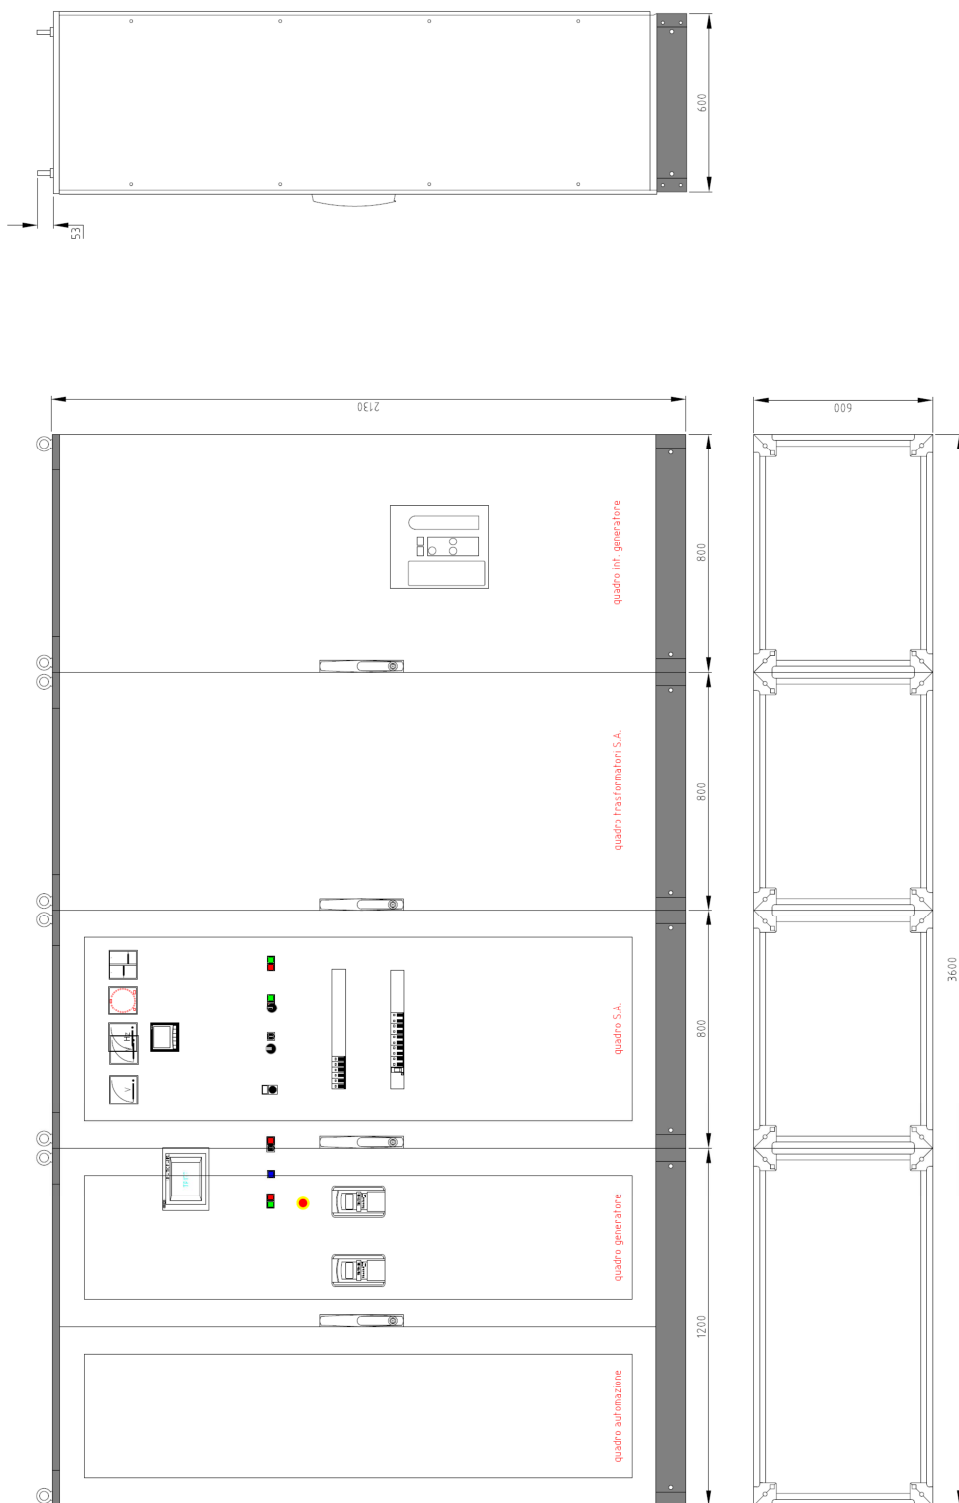 600
53
2130
600
quadro int. generatore
800
quadro trasformatori S.A.
800
quadro S.A.
800
3600
Hz
V
quadro generatore
1200
quadro automazione